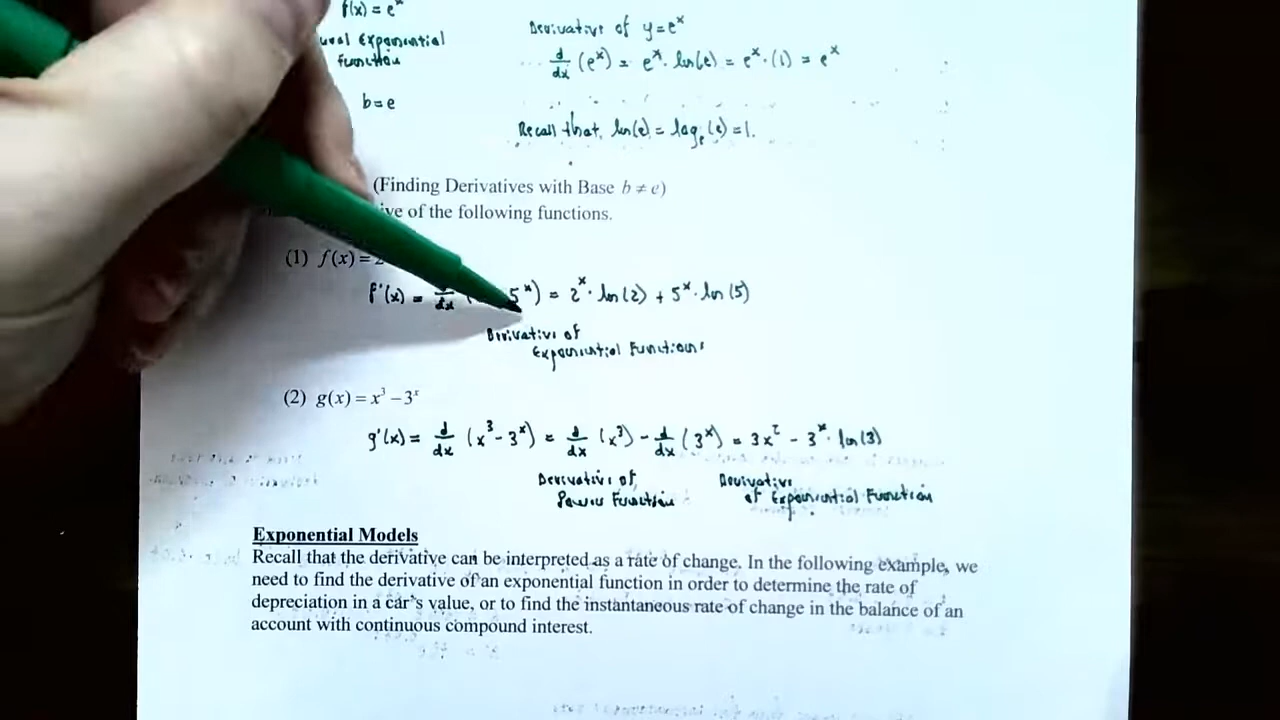 f(x) = e^x
Exponential
Function
b = e
Derivative of y = e^x
d/dx (e^x) = e^x · ln(e) = e^x · (1) = e^x
Recall that, ln(e) = log_e(e) = 1.
(Finding Derivatives with Base b ≠ e)
of the following functions.
(1) f(x) =
f'(x) = d/dx ( 5^x) = 2^x · ln(2) + 5^x · ln(5)
Derivative of
Exponential Functions
(2) g(x) = x³ – 3^x
g'(x) = d/dx (x³ - 3^x) = d/dx (x³) - d/dx (3^x) = 3x² - 3^x · ln(3)
Derivative of
Power Function
Derivative
of Exponential Function
Exponential Models
Recall that the derivative can be interpreted as a rate of change. In the following example, we
need to find the derivative of an exponential function in order to determine the rate of
depreciation in a car's value, or to find the instantaneous rate of change in the balance of an
account with continuous compound interest.